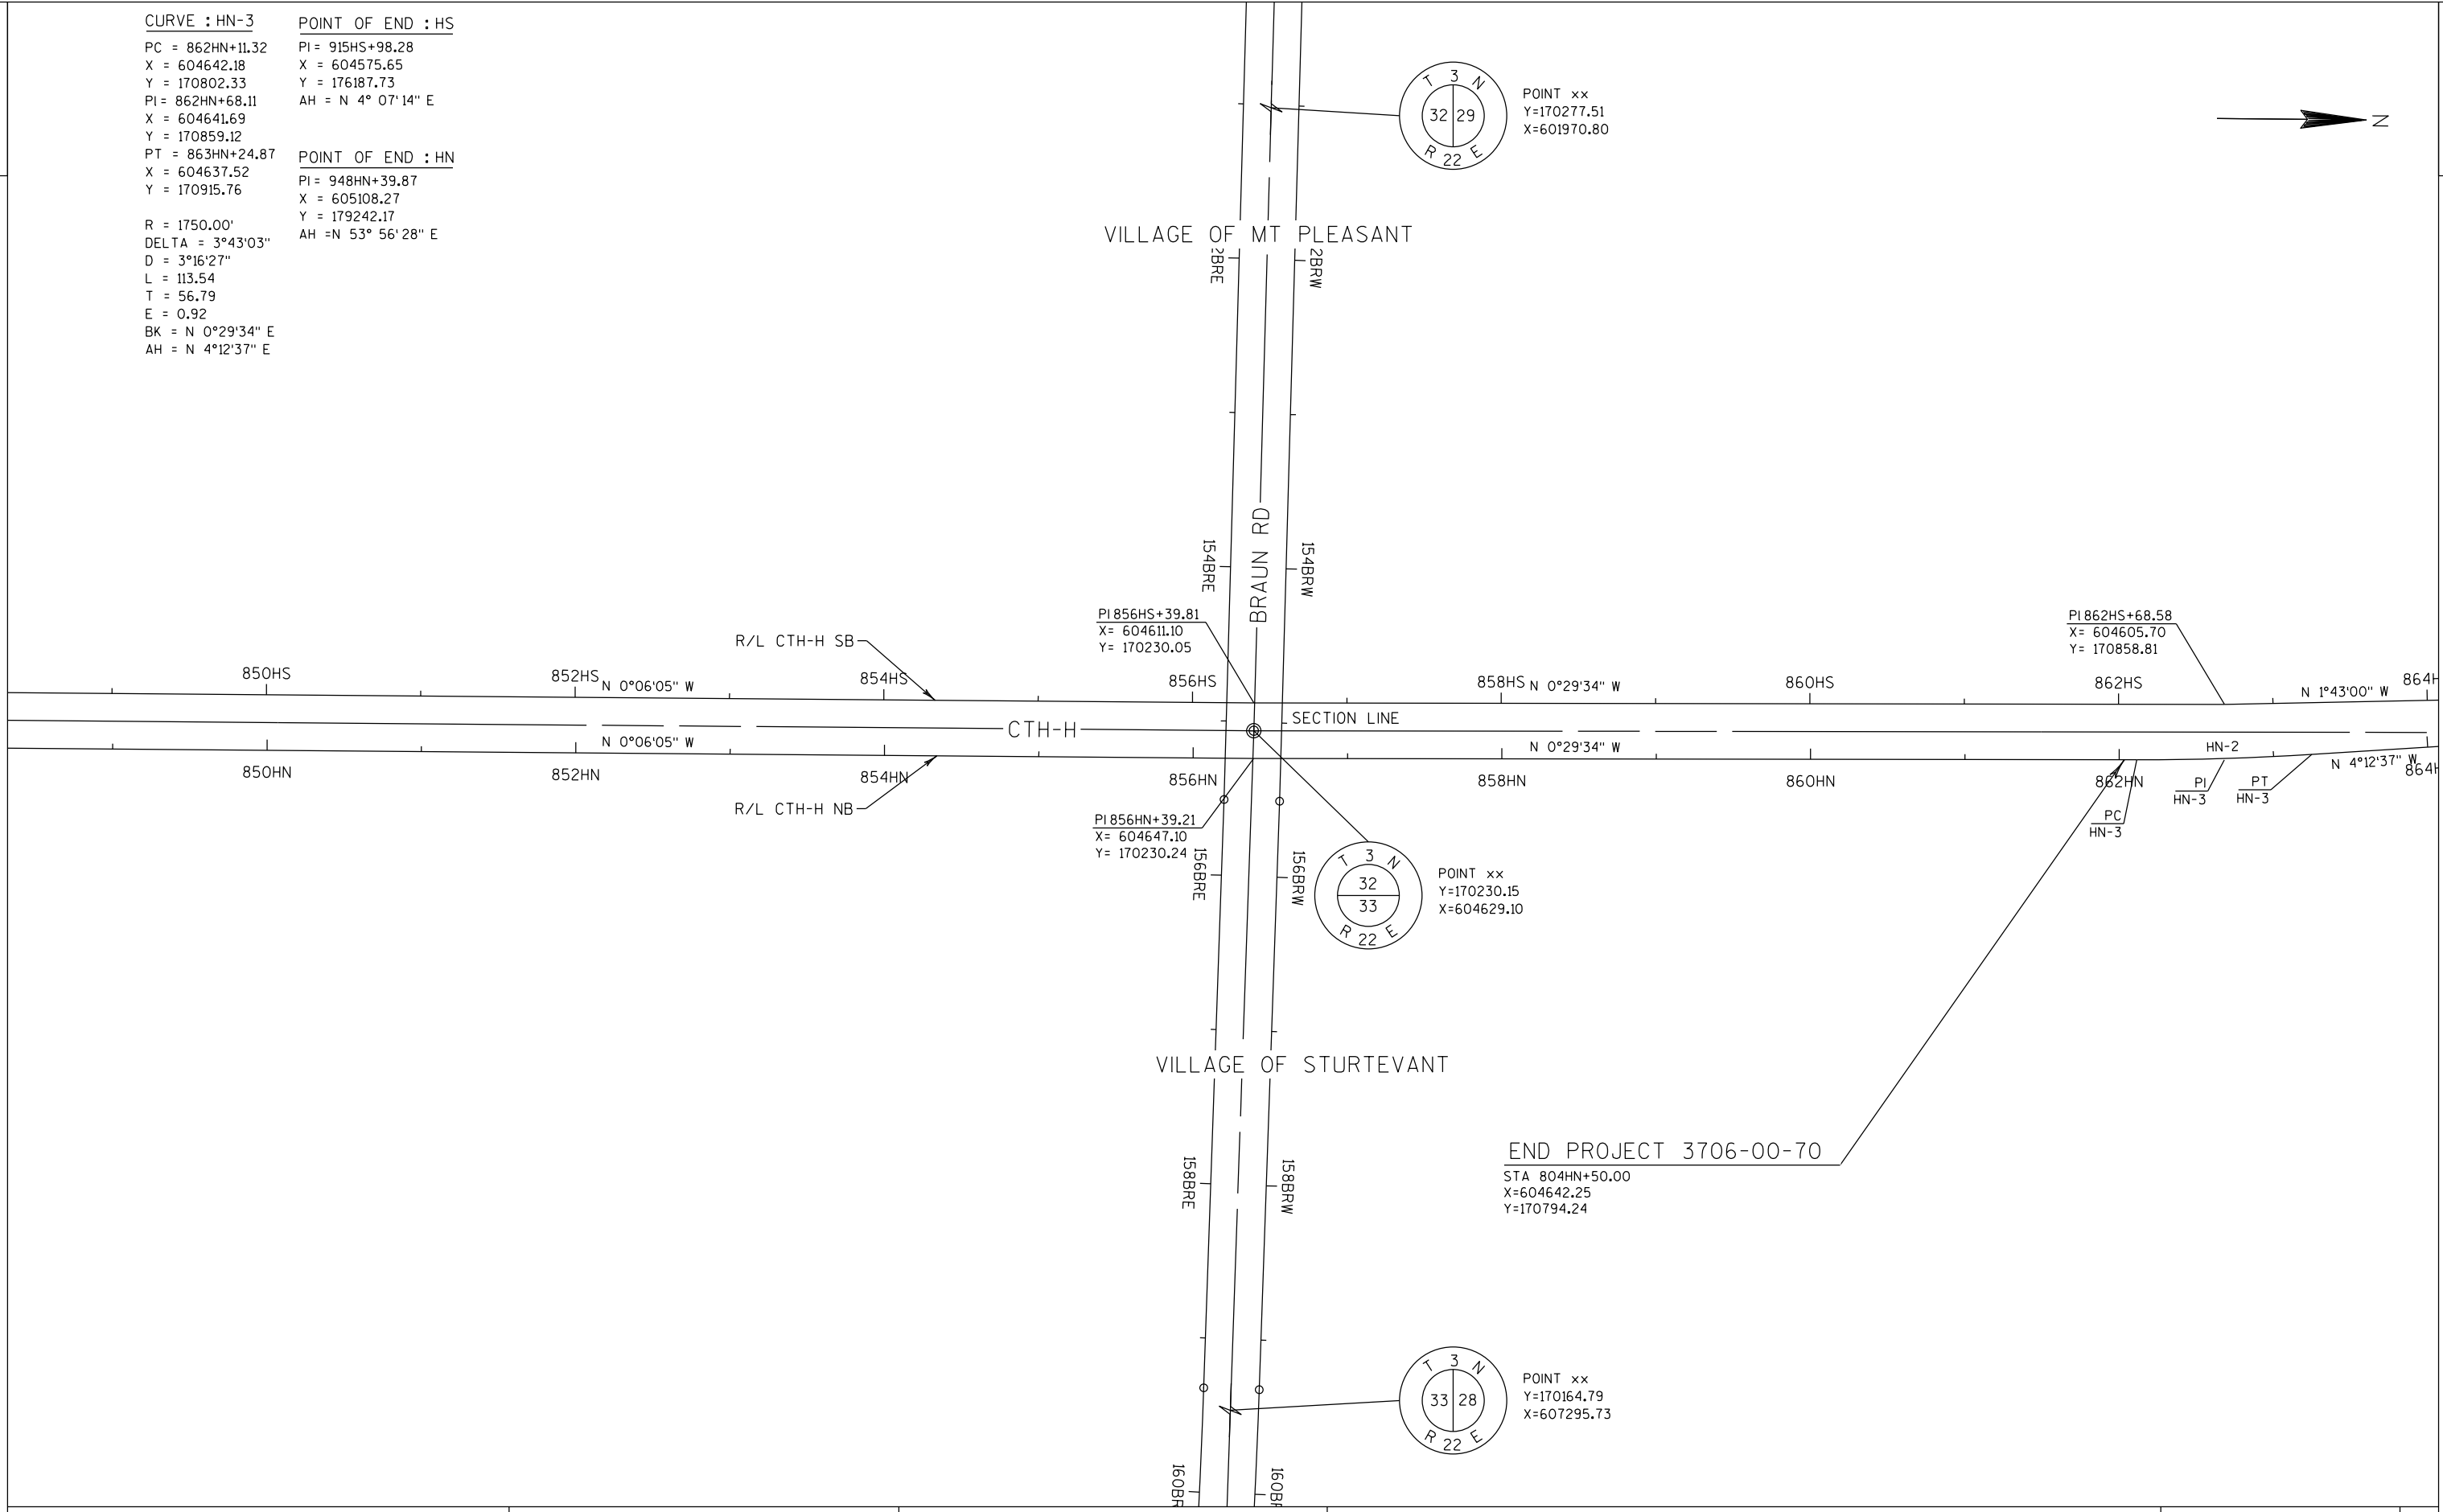 CURVE : HN-3
PC = 862HN+11.32
X = 604642.18
Y = 170802.33
PI= 862HN+68.11
X = 604641.69
Y = 170859.12
PT = 863HN+24.87
X = 604637.52
Y = 170915.76
R = 1750.00'
DELTA = 3°43'03"
D = 3°16'27"
L = 113.54
T = 56.79
E = 0.92
BK = N 0°29'34" E
AH = N 4°12'37" E
POINT OF END : HS
PI= 915HS+98.28
X = 604575.65
Y = 176187.73
AH = N 4° 07'14" E
POINT OF END : HN
PI= 948HN+39.87
X = 605108.27
Y = 179242.17
AH =N 53° 56'28" E
T 3 N
32 29
R 22 E
POINT xx
Y=170277.51
X=601970.80
N
VILLAGE OF MT PLEASANT
2BRE
2BRW
154BRE
BRAUN RD
154BRW
PI 856HS+39.81
X= 604611.10
Y= 170230.05
PI 862HS+68.58
X= 604605.70
Y= 170858.81
R/L CTH-H SB
850HS
852HS
N 0°06'05" W
854HS
856HS
858HS
N 0°29'34" W
860HS
862HS
N 1°43'00" W
864H
CTH-H
SECTION LINE
N 0°06'05" W
N 0°29'34" W
HN-2
850HN
852HN
854HN
856HN
858HN
860HN
862HN
N 4°12'37" W
864H
R/L CTH-H NB
PI
HN-3
PT
HN-3
PC
HN-3
PI 856HN+39.21
X= 604647.10
Y= 170230.24
156BRE
156BRW
T 3 N
32
33
R 22 E
POINT xx
Y=170230.15
X=604629.10
VILLAGE OF STURTEVANT
158BRE
158BRW
END PROJECT 3706-00-70
STA 804HN+50.00
X=604642.25
Y=170794.24
T 3 N
33 28
R 22 E
POINT xx
Y=170164.79
X=607295.73
160BR
160BR